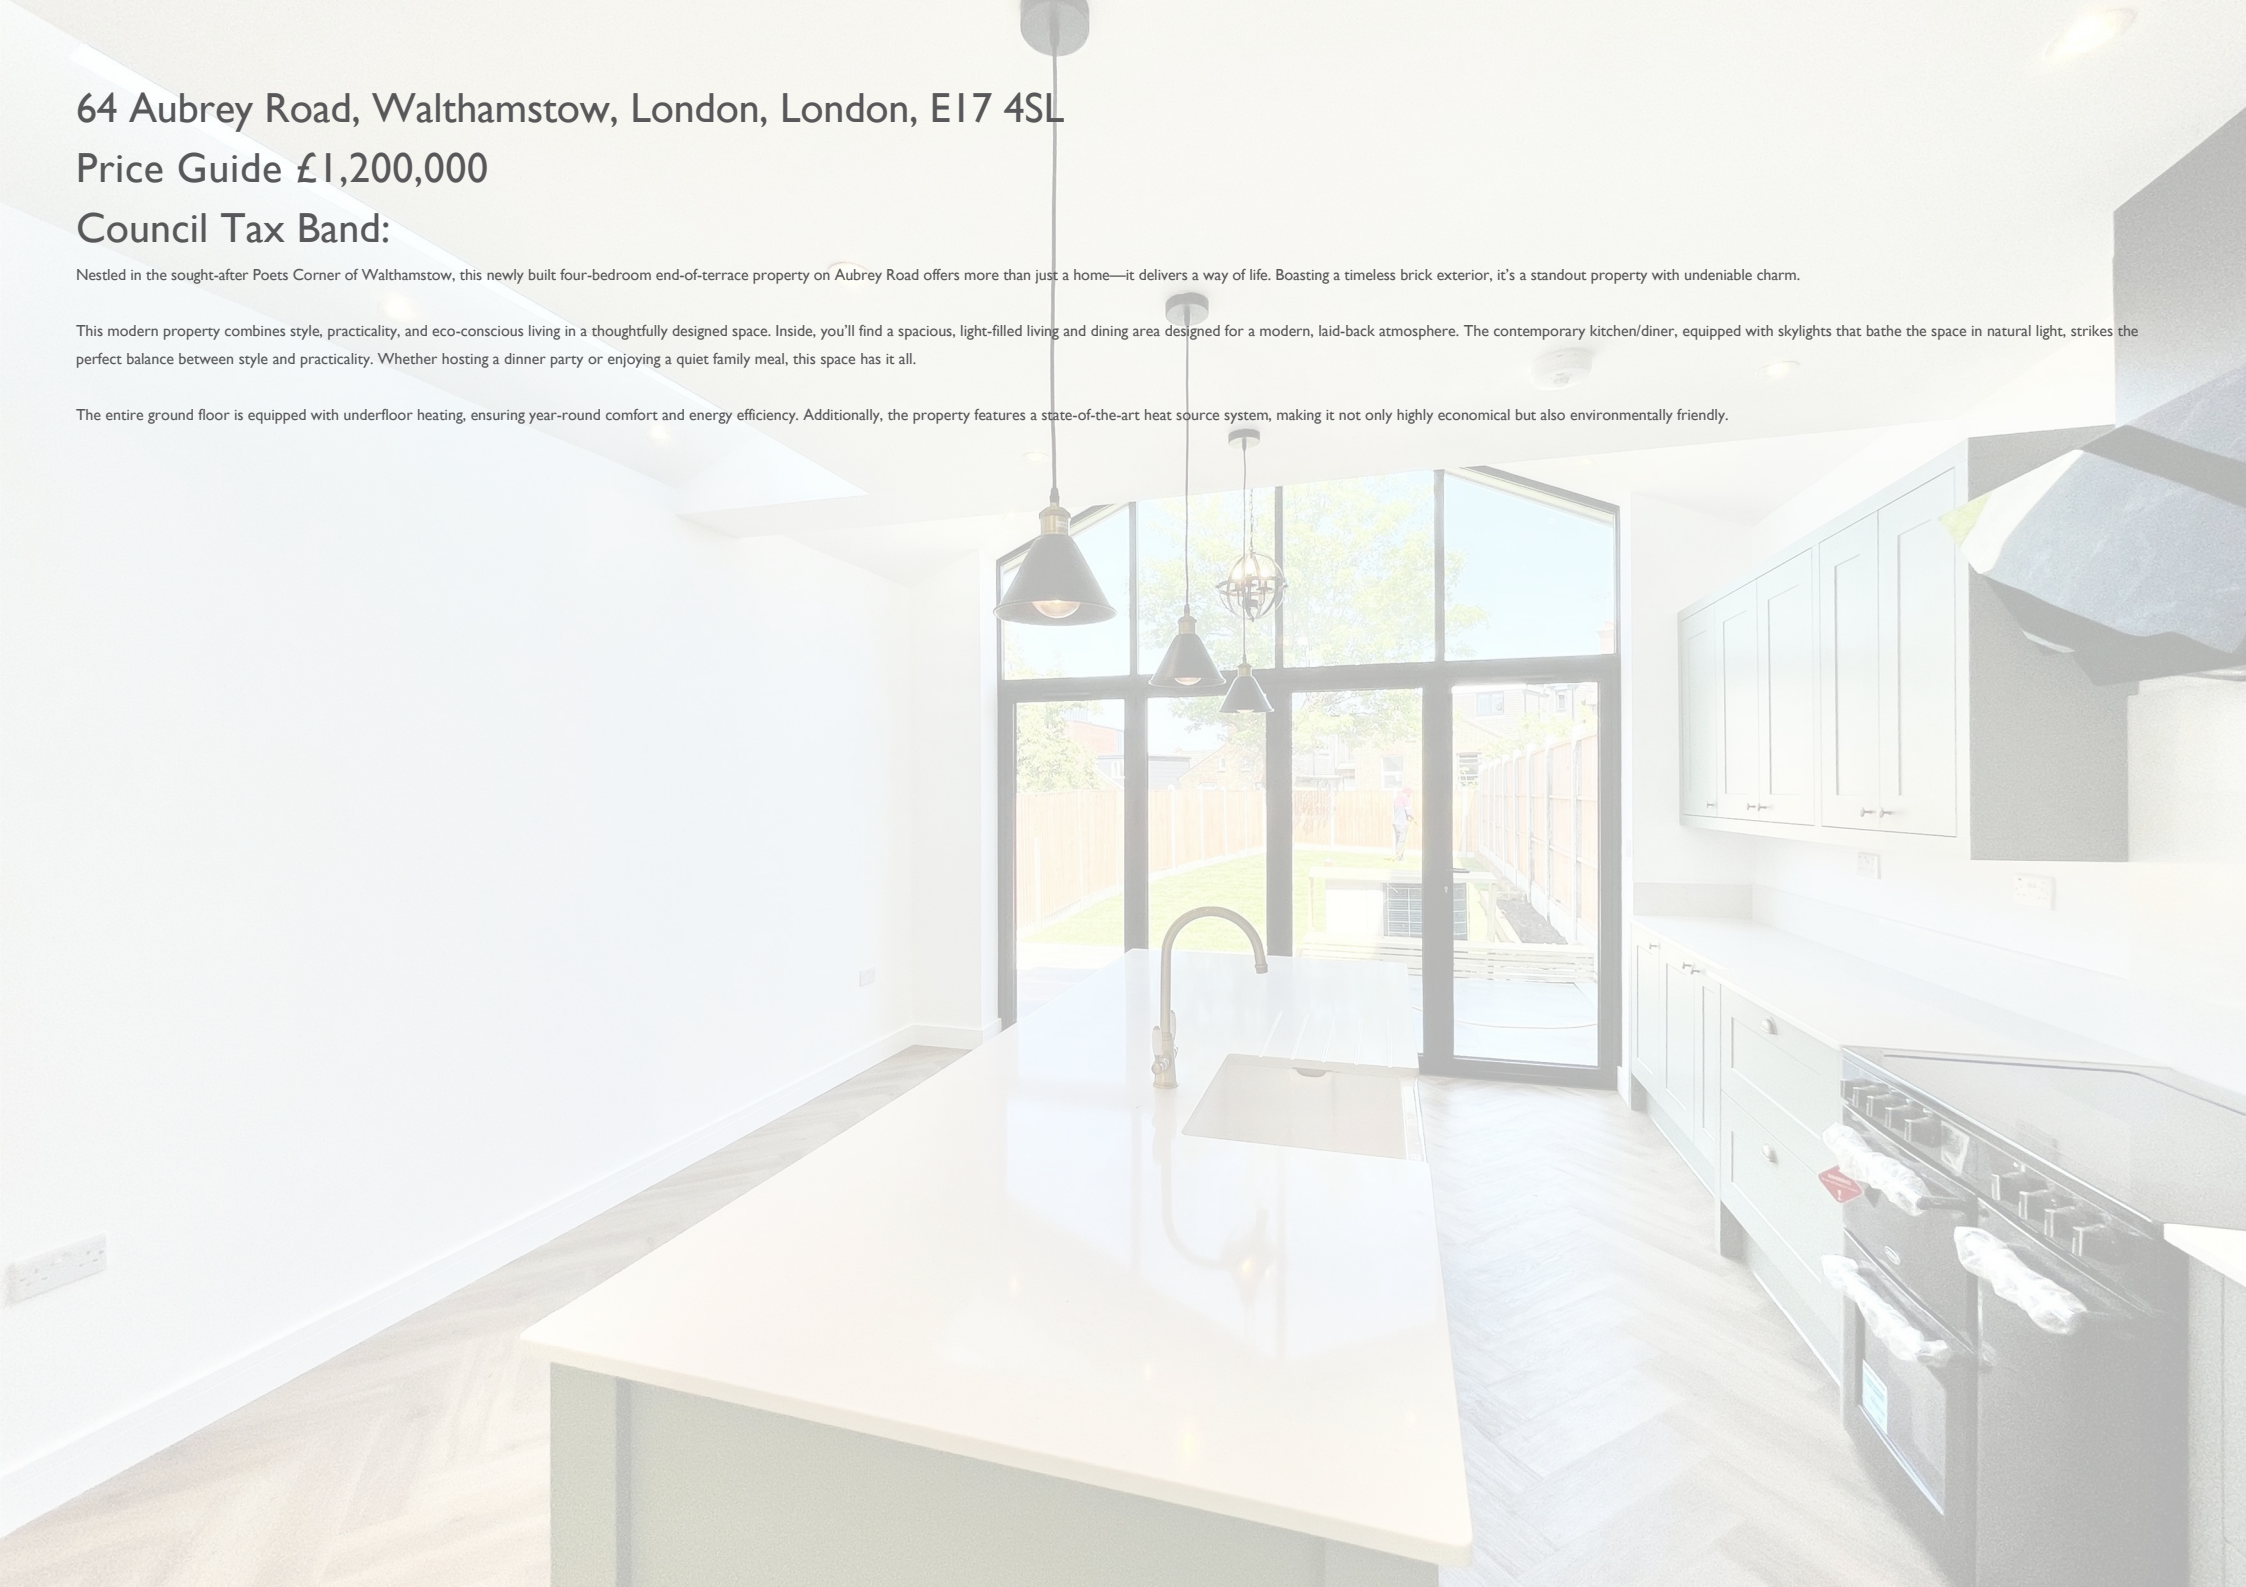 64 Aubrey Road, Walthamstow, London, London, E17 4SL
Price Guide £1,200,000
Council Tax Band:
Nestled in the sought-after Poets Corner of Walthamstow, this newly built four-bedroom end-of-terrace property on Aubrey Road offers more than just a home—it delivers a way of life. Boasting a timeless brick exterior, it’s a standout property with undeniable charm.
This modern property combines style, practicality, and eco-conscious living in a thoughtfully designed space. Inside, you’ll find a spacious, light-filled living and dining area designed for a modern, laid-back atmosphere. The contemporary kitchen/diner, equipped with skylights that bathe the space in natural light, strikes the
perfect balance between style and practicality. Whether hosting a dinner party or enjoying a quiet family meal, this space has it all.
The entire ground floor is equipped with underfloor heating, ensuring year-round comfort and energy efficiency. Additionally, the property features a state-of-the-art heat source system, making it not only highly economical but also environmentally friendly.